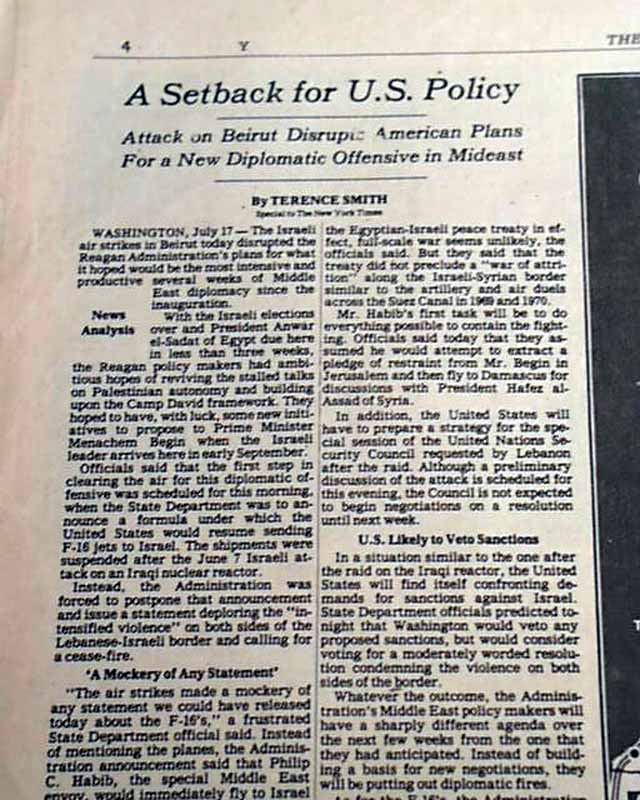 4 Y THE
A Setback for U.S. Policy
Attack on Beirut Disrupts American Plans
For a New Diplomatic Offensive in Mideast
By TERENCE SMITH
Special to The New York Times
WASHINGTON, July 17 — The Israeli
air strikes in Beirut today disrupted the
Reagan Administration's plans for what
it hoped would be the most intensive and
productive several weeks of Middle
East diplomacy since the
inauguration.
News
Analysis
With the Israeli elections
over and President Anwar
el-Sadat of Egypt due here
in less than three weeks,
the Reagan policy makers had ambi-
tious hopes of reviving the stalled talks
on Palestinian autonomy and building
upon the Camp David framework. They
hoped to have, with luck, some new initi-
atives to propose to Prime Minister
Menachem Begin when the Israeli
leader arrives here in early September.
Officials said that the first step in
clearing the air for this diplomatic of-
fensive was scheduled for this morning,
when the State Department was to an-
nounce a formula under which the
United States would resume sending
F-16 jets to Israel. The shipments were
suspended after the June 7 Israeli at-
tack on an Iraqi nuclear reactor.
Instead, the Administration was
forced to postpone that announcement
and issue a statement deploring the "in-
tensified violence" on both sides of the
Lebanese-Israeli border and calling for
a cease-fire.
'A Mockery of Any Statement'
"The air strikes made a mockery of
any statement we could have released
today about the F-16's," a frustrated
State Department official said. Instead
of mentioning the planes, the Adminis-
tration announcement said that Philip
C. Habib, the special Middle East
envoy, would immediately fly to Israel
the Egyptian-Israeli peace treaty in ef-
fect, full-scale war seems unlikely, the
officials said. But they said that the
treaty did not preclude a "war of attri-
tion" along the Israeli-Syrian border
similar to the artillery and air duels
across the Suez Canal in 1969 and 1970.
Mr. Habib's first task will be to do
everything possible to contain the fight-
ing. Officials said today that they as-
sumed he would attempt to extract a
pledge of restraint from Mr. Begin in
Jerusalem and then fly to Damascus for
discussions with President Hafez al-
Assad of Syria.
In addition, the United States will
have to prepare a strategy for the spe-
cial session of the United Nations Se-
curity Council requested by Lebanon
after the raid. Although a preliminary
discussion of the attack is scheduled for
this evening, the Council is not expected
to begin negotiations on a resolution
until next week.
U.S. Likely to Veto Sanctions
In a situation similar to the one after
the raid on the Iraqi reactor, the United
States will find itself confronting de-
mands for sanctions against Israel.
State Department officials predicted to-
night that Washington would veto any
proposed sanctions, but would consider
voting for a moderately worded resolu-
tion condemning the violence on both
sides of the border.
Whatever the outcome, the Adminis-
tration's Middle East policy makers will
have a sharply different agenda over
the next few weeks from the one that
they had anticipated. Instead of build-
ing a basis for new negotiations, they
will be putting out diplomatic fires.